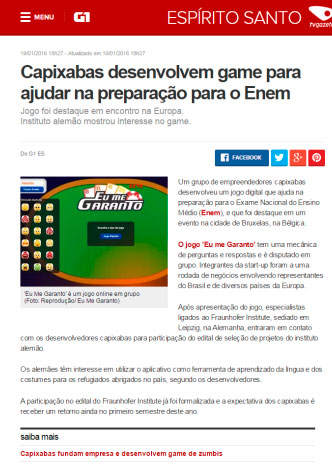 MENU G1 ESPÍRITO SANTO tvgazeta
19/01/2016 16h27 - Atualizado em 19/01/2016 16h27
Capixabas desenvolvem game para
ajudar na preparação para o Enem
Jogo foi destaque em encontro na Europa.
Instituto alemão mostrou interesse no game.
Do G1 ES
FACEBOOK
EU ME
GARANTO
'Eu Me Garanto' é um jogo online em grupo
(Foto: Reprodução/ Eu Me Garanto)
Um grupo de empreendedores capixabas
desenvolveu um jogo digital que ajuda na
preparação para o Exame Nacional do Ensino
Médio (Enem), e que foi destaque em um
evento na cidade de Bruxelas, na Bélgica.
O jogo 'Eu me Garanto' tem uma mecânica
de perguntas e respostas e é disputado em
grupo. Integrantes da start-up foram a uma
rodada de negócios envolvendo representantes
do Brasil e de diversos países da Europa.
Após apresentação do jogo, especialistas
ligados ao Fraunhofer Institute, sediado em
Leipzig, na Alemanha, entraram em contato
com os desenvolvedores capixabas para participação do edital de seleção de projetos do instituto
alemão.
Os alemães têm interesse em utilizar o aplicativo como ferramenta de aprendizado da língua e dos
costumes para os refugiados abrigados no país, segundo os desenvolvedores.
A participação no edital do Fraunhofer Institute já foi formalizada e a expectativa dos capixabas é
receber um retorno ainda no primeiro semestre deste ano.
saiba mais
Capixabas fundam empresa e desenvolvem game de zumbis